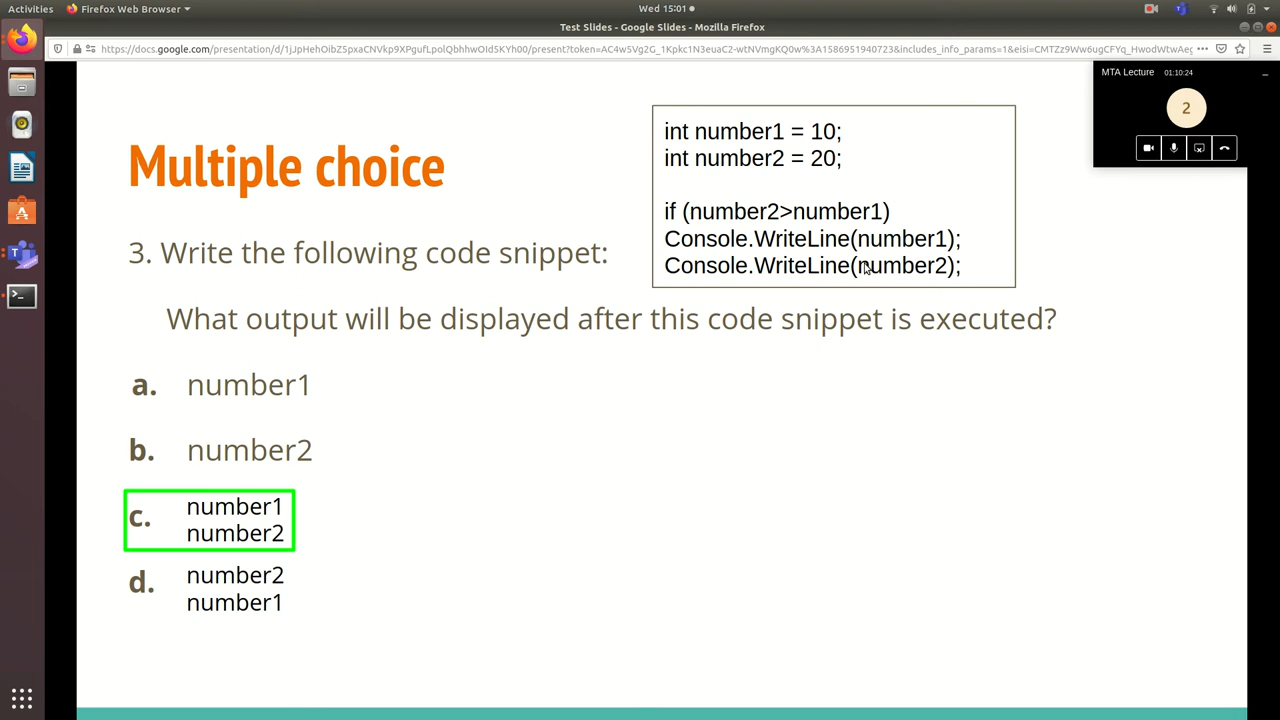 Activities
Firefox Web Browser
Wed 15:01
Test Slides - Google Slides - Mozilla Firefox
MTA Lecture 01:10:24
2
Multiple choice
int number1 = 10;
int number2 = 20;
if (number2>number1)
Console.WriteLine(number1);
Console.WriteLine(number2);
3. Write the following code snippet:
What output will be displayed after this code snippet is executed?
a. number1
b. number2
c. number1
number2
d. number2
number1